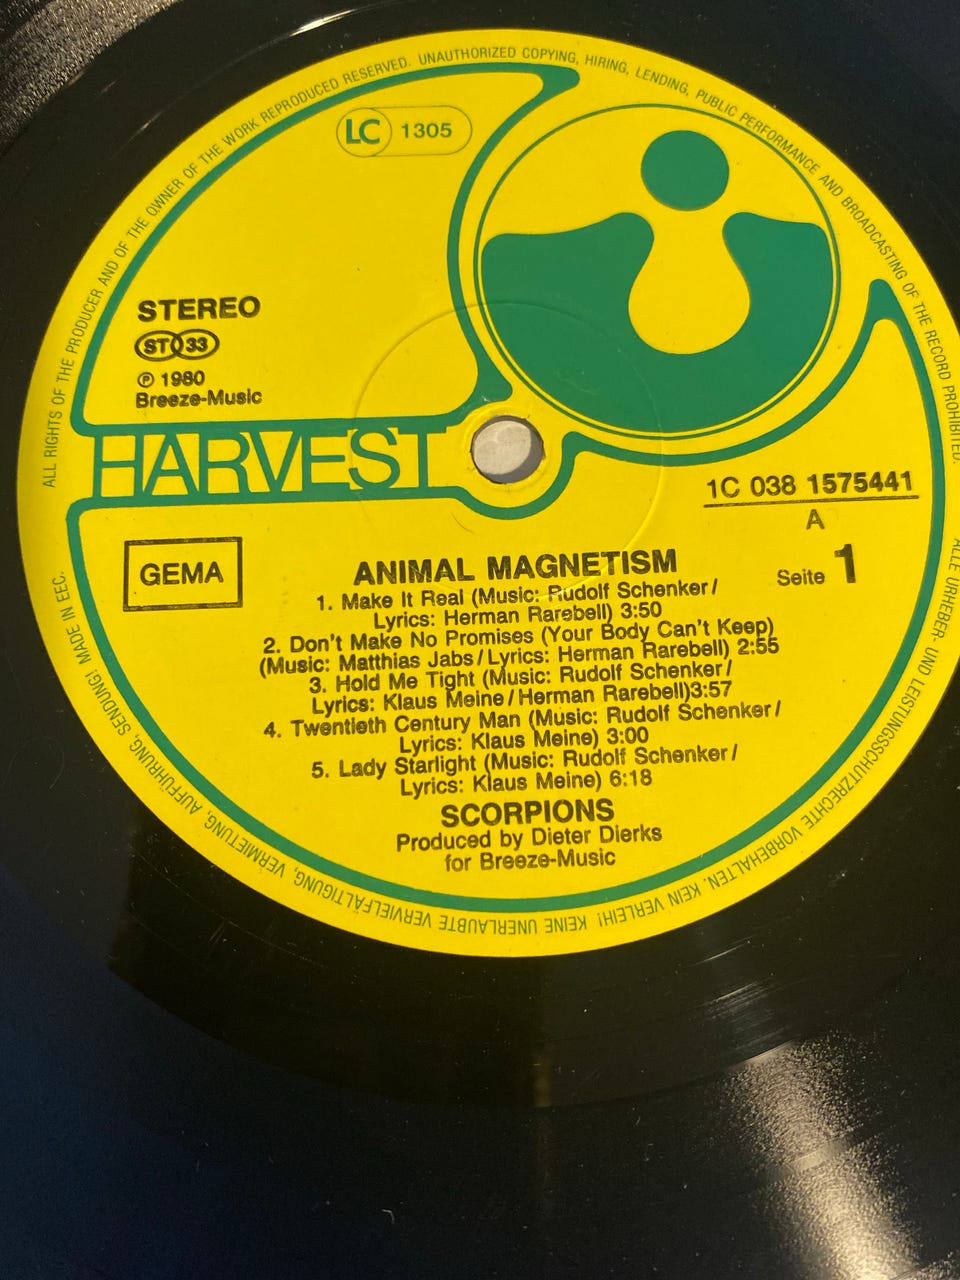 ALL RIGHTS OF THE PRODUCER AND OF THE OWNER OF THE WORK REPRODUCED RESERVED. UNAUTHORIZED COPYING, HIRING, LENDING, PUBLIC PERFORMANCE AND BROADCASTING OF THE RECORD PROHIBITED.
LC 1305
STEREO
ST 33
℗ 1980
Breeze-Music
HARVEST
1C 038 1575441
A
GEMA
Seite 1
ANIMAL MAGNETISM
1. Make It Real (Music: Rudolf Schenker/
Lyrics: Herman Rarebell) 3:50
2. Don't Make No Promises (Your Body Can't Keep)
(Music: Matthias Jabs/Lyrics: Herman Rarebell) 2:55
3. Hold Me Tight (Music: Rudolf Schenker/
Lyrics: Klaus Meine/Herman Rarebell)3:57
4. Twentieth Century Man (Music: Rudolf Schenker/
Lyrics: Klaus Meine) 3:00
5. Lady Starlight (Music: Rudolf Schenker/
Lyrics: Klaus Meine) 6:18
SCORPIONS
Produced by Dieter Dierks
for Breeze-Music
ALLE URHEBER- UND LEISTUNGSSCHUTZRECHTE VORBEHALTEN. KEIN VERLEIH! KEINE UNERLAUBTE VERVIELFÄLTIGUNG, VERMIETUNG, AUFFÜHRUNG, SENDUNG! MADE IN EEC.